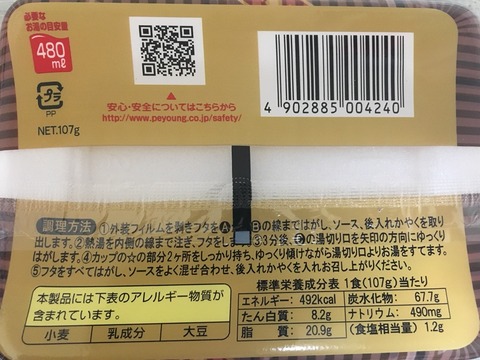 必要な
お湯の目安量
480
ml
プラ
PP
NET.107g
▲
安心・安全についてはこちらから
www.peyoung.co.jp/safety/
4 902885 004240
調理方法 ①外装フィルムを剥きフタをA B の線まではがし、ソース、後入れかやくを取り
出します。②熱湯を内側の線まで注ぎ、フタをしま ③3分後、 の湯切り口を矢印の方向にゆっくり
はがします。④カップの☆の部分2ヶ所をしっかり持ち、ゆっくり傾けながら湯切り口よりお湯をすてます。
⑤フタをすべてはがし、ソースをよく混ぜ合わせ、後入れかやくを入れお召し上がりください。
標準栄養成分表 1食(107g)当たり
エネルギー: 492kcal 炭水化物: 67.7g
たん白質: 8.2g ナトリウム: 490mg
脂質: 20.9g (食塩相当量) 1.2g
本製品には下表のアレルギー物質が
含まれています。
小麦 乳成分 大豆